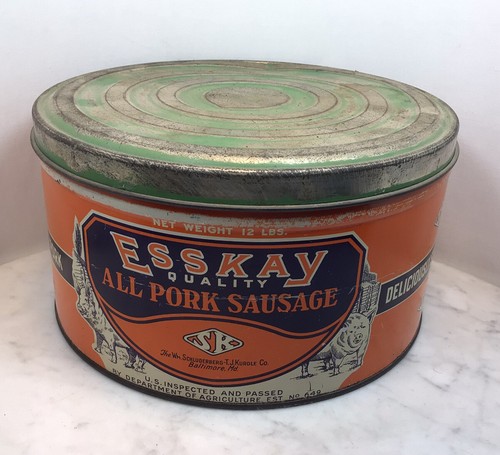 NET WEIGHT 12 LBS.
ESSKAY
QUALITY
ALL PORK SAUSAGE
DELICIOUS
The Wm Schluderberg-T.J. Kurdle Co.
Baltimore, Md.
U.S. INSPECTED AND PASSED
BY DEPARTMENT OF AGRICULTURE EST. NO. 949